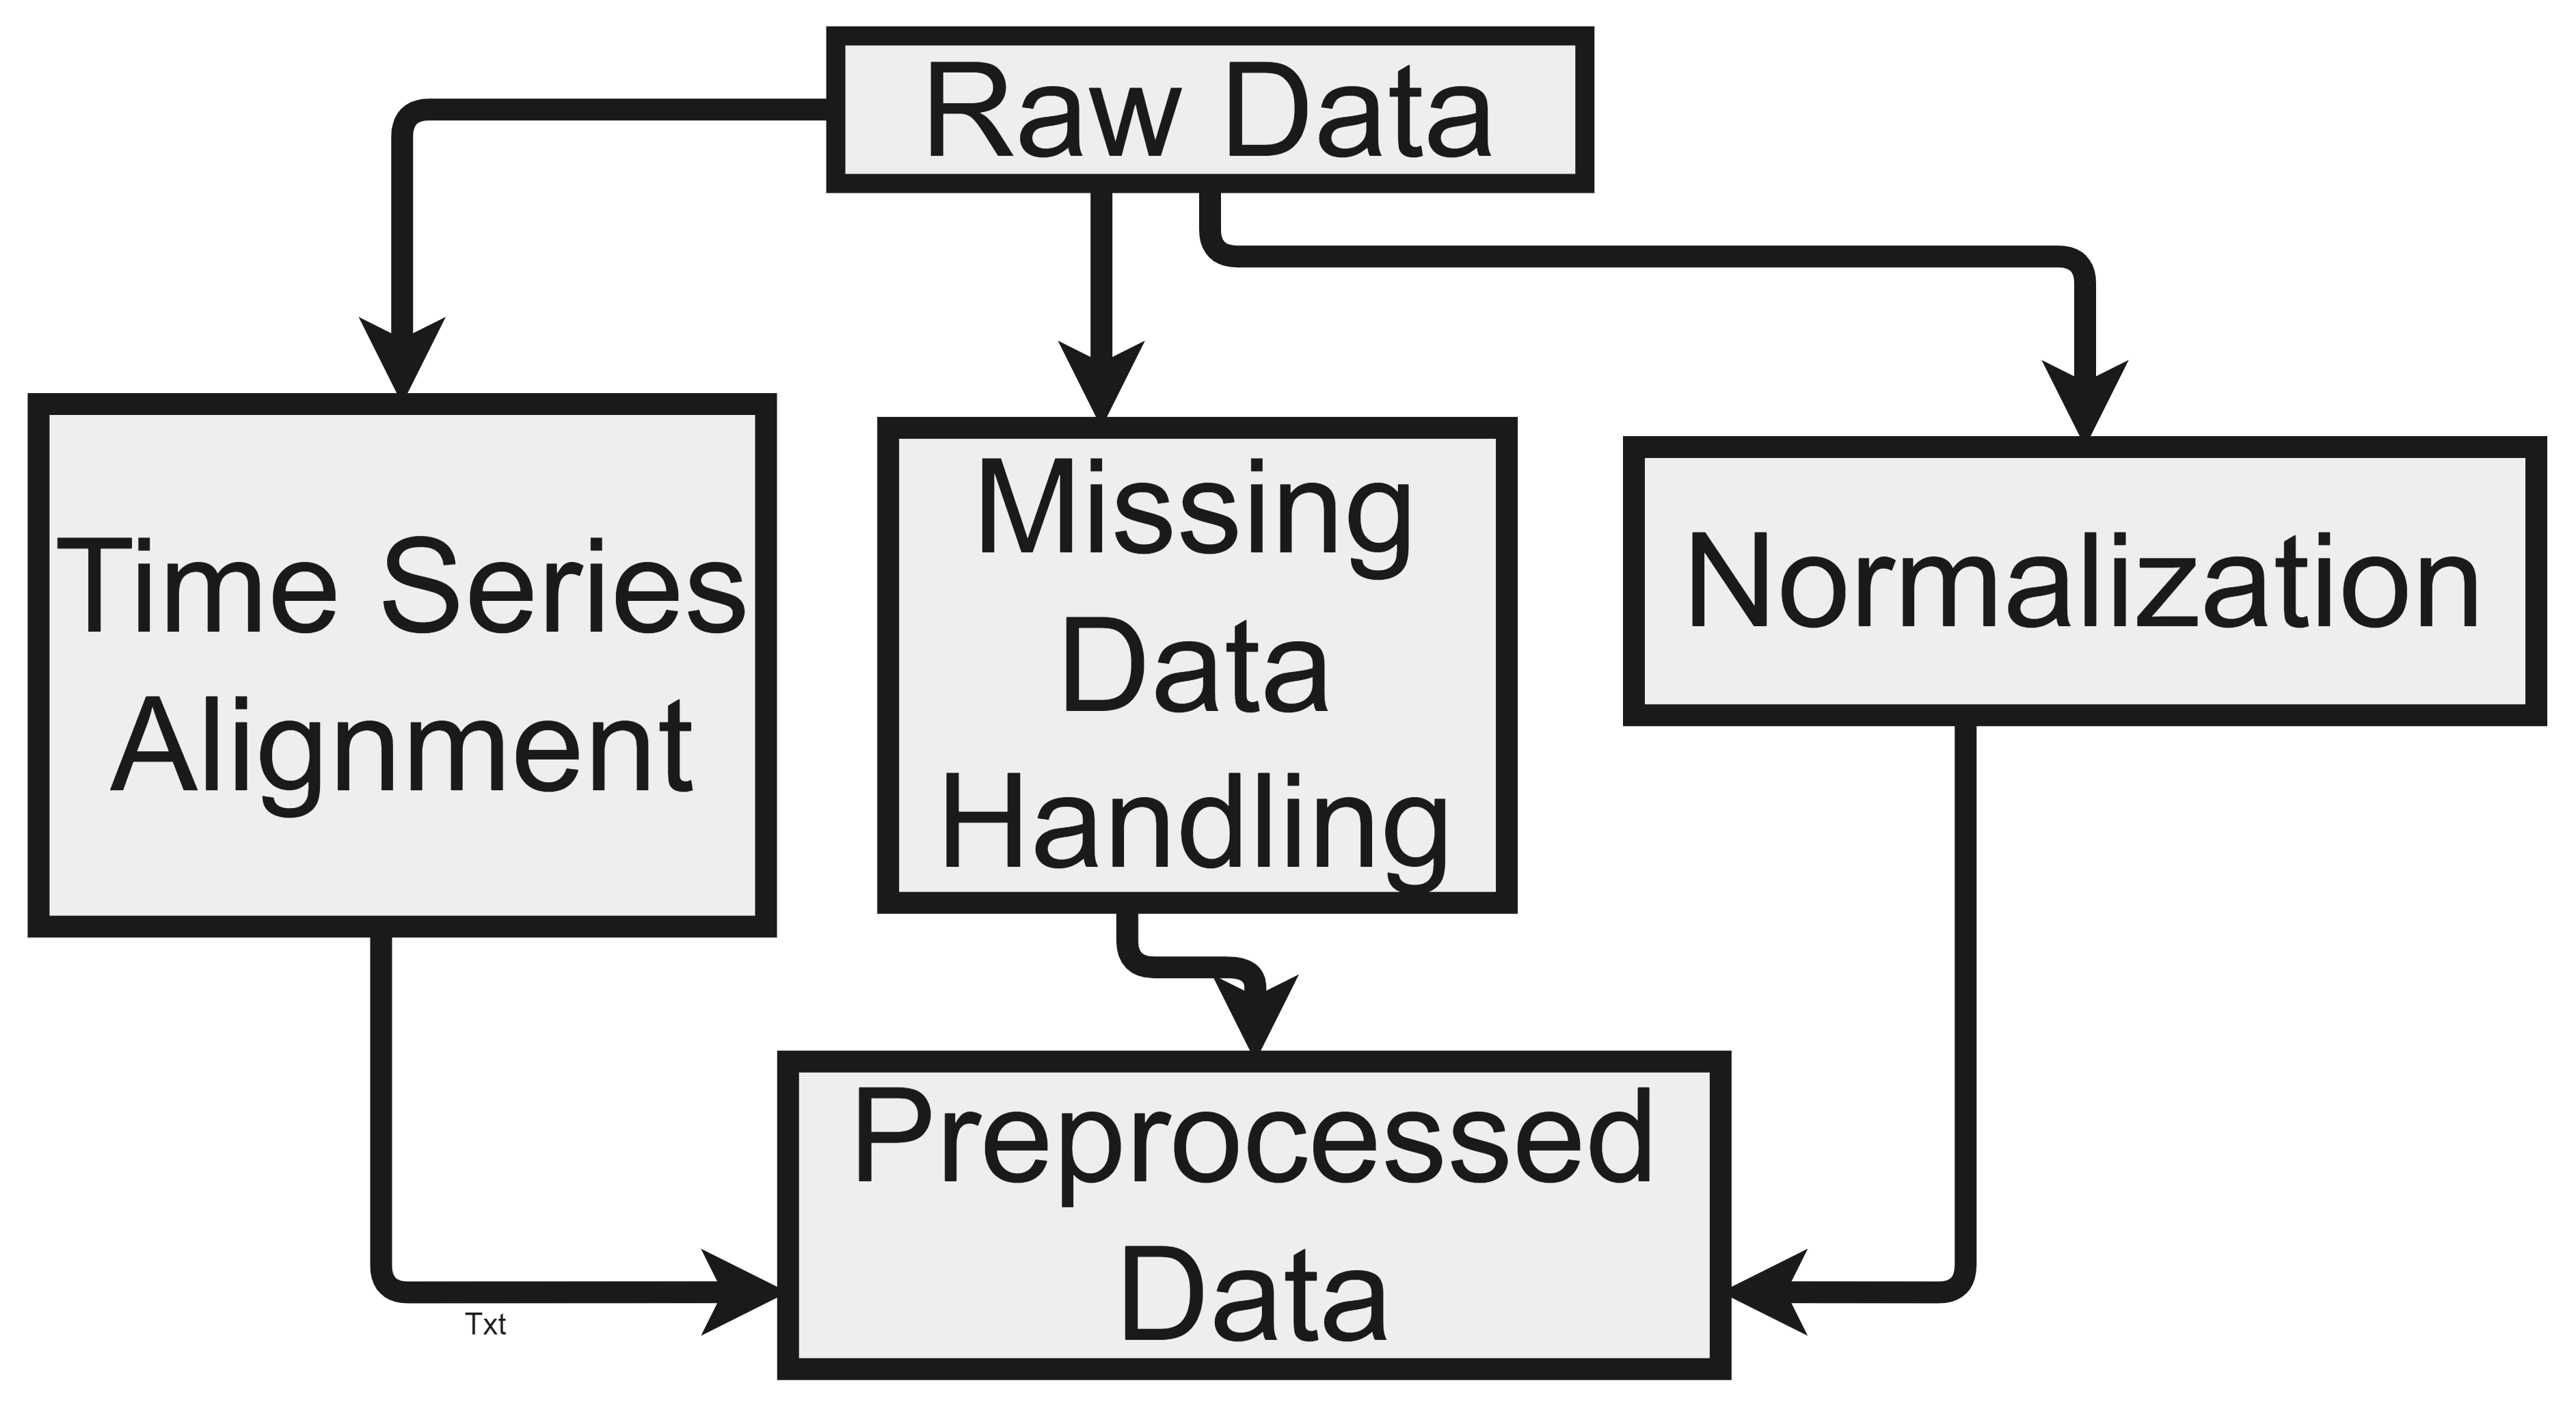 Raw Data
Time Series
Alignment
Missing
Data
Handling
Normalization
Preprocessed
Data
Txt